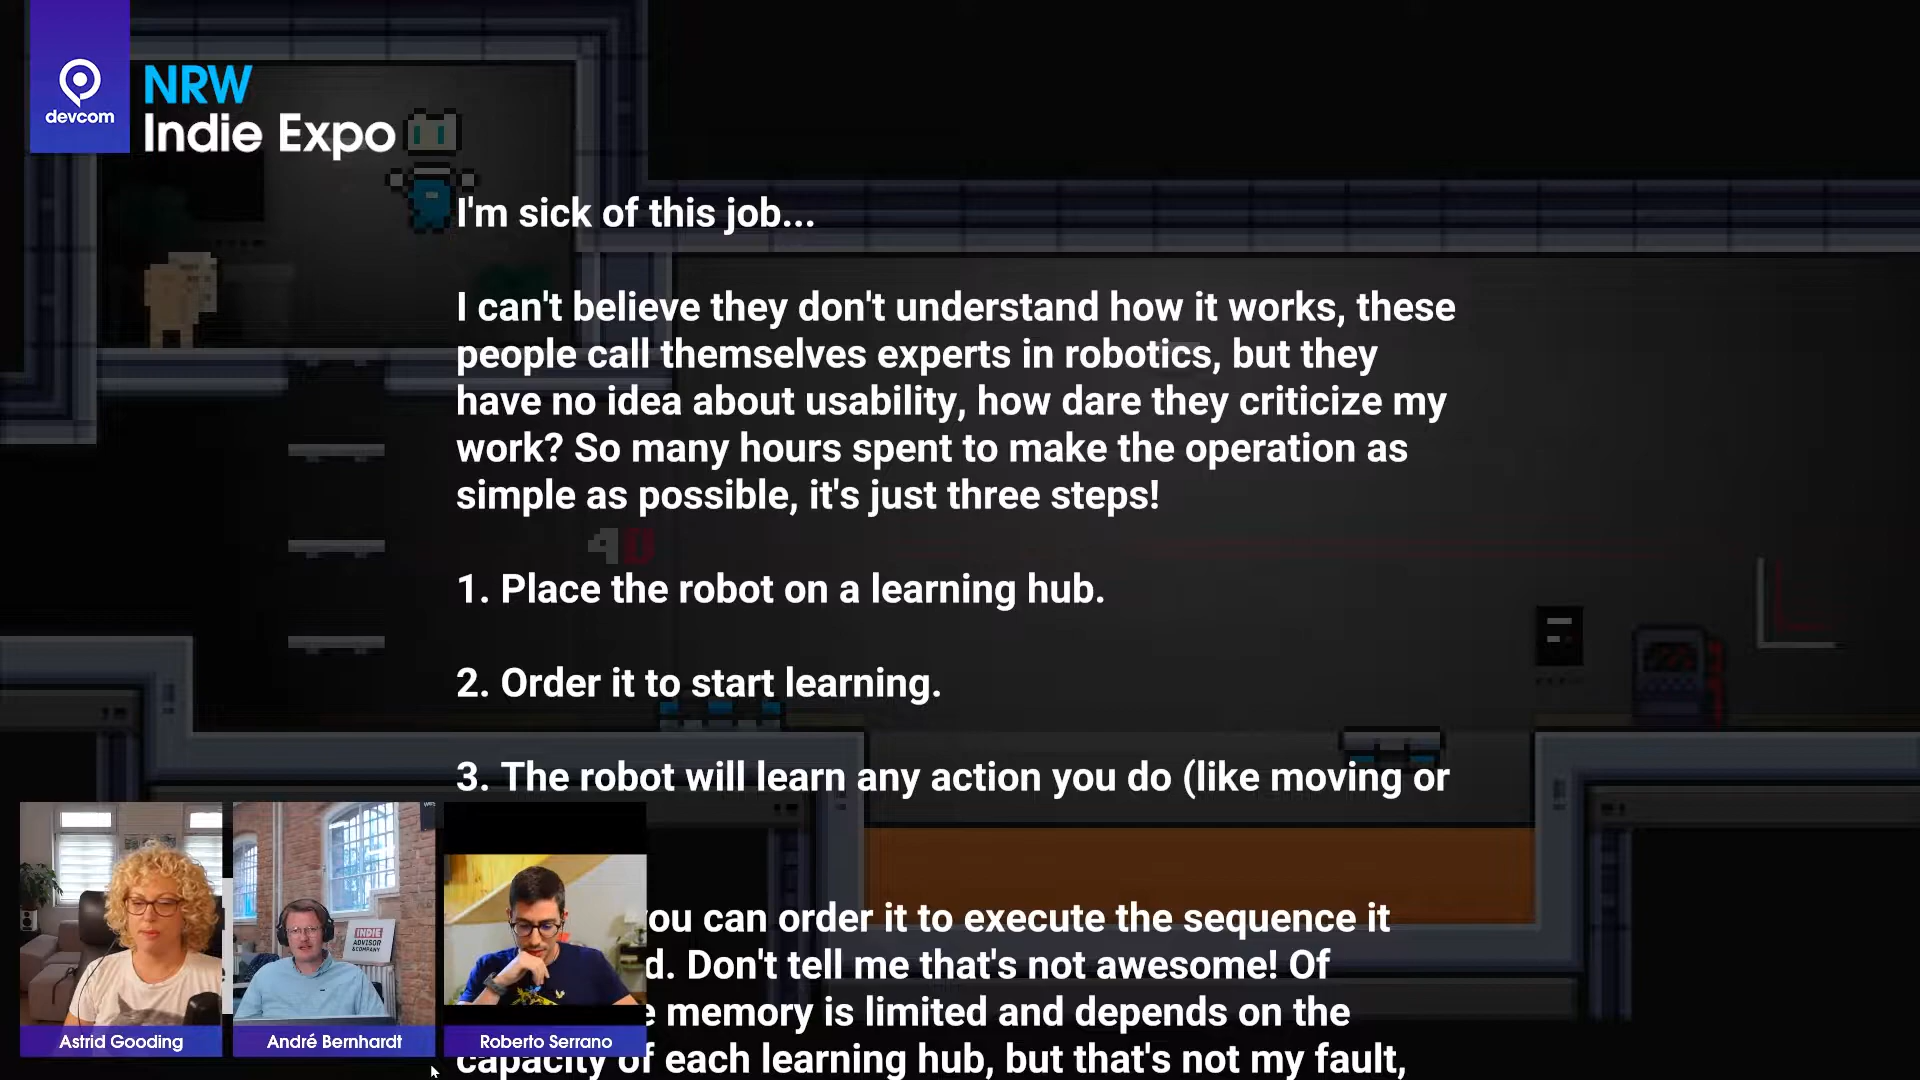 devcom
NRW
Indie Expo
I'm sick of this job...
I can't believe they don't understand how it works, these
people call themselves experts in robotics, but they
have no idea about usability, how dare they criticize my
work? So many hours spent to make the operation as
simple as possible, it's just three steps!
1. Place the robot on a learning hub.
2. Order it to start learning.
3. The robot will learn any action you do (like moving or
you can order it to execute the sequence it
d. Don't tell me that's not awesome! Of
e memory is limited and depends on the
capacity of each learning hub, but that's not my fault,
INDIE
ADVISOR
&COMPANY
Astrid Gooding
André Bernhardt
Roberto Serrano